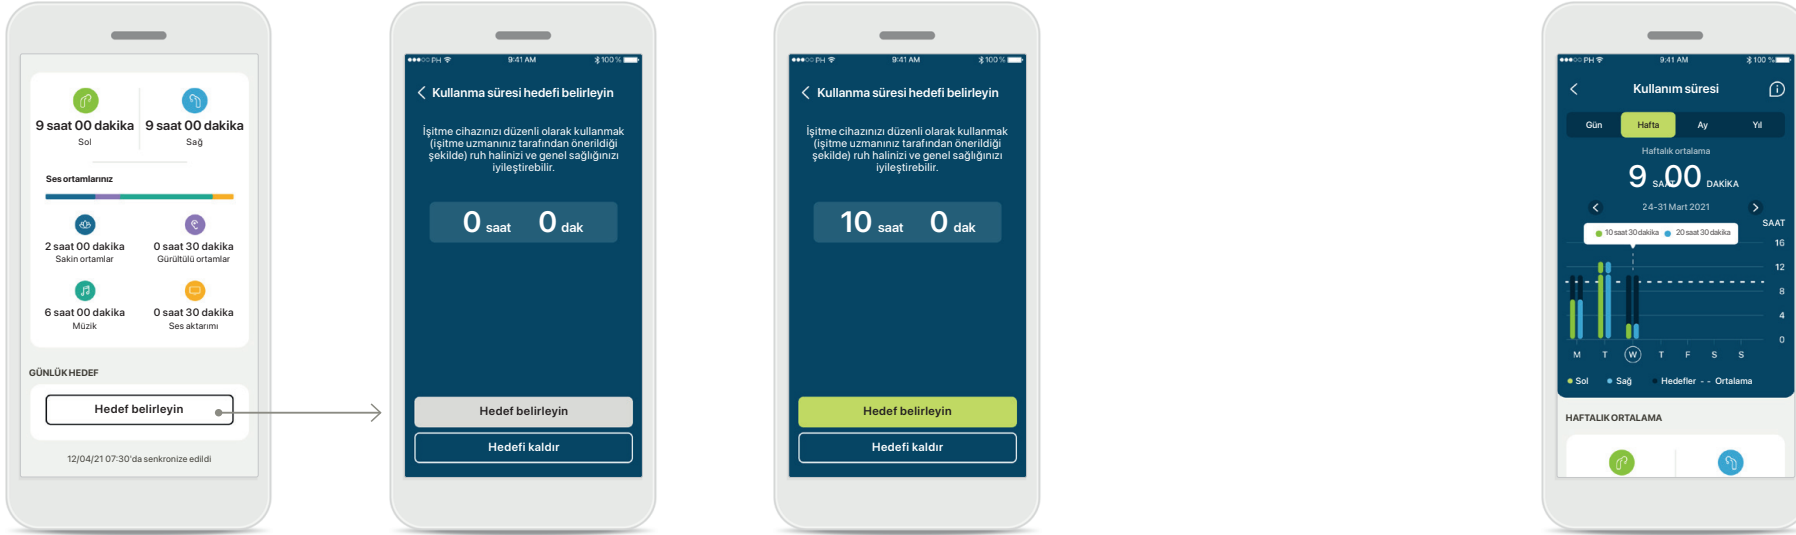 9 saat 00 dakika 9 saat 00 dakika
Sol Sağ
Ses ortamlarınız
2 saat 00 dakika 0 saat 30 dakika
Sakin ortamlar Gürültülü ortamlar
6 saat 00 dakika 0 saat 30 dakika
Müzik Ses aktarımı
GÜNLÜK HEDEF
Hedef belirleyin
12/04/21 07:30'da senkronize edildi
PH 9:41 AM 100 %
Kullanma süresi hedefi belirleyin
İşitme cihazınızı düzenli olarak kullanmak
(işitme uzmanınız tarafından önerildiği
şekilde) ruh halinizi ve genel sağlığınızı
iyileştirebilir.
0 saat 0 dak
Hedef belirleyin
Hedefi kaldır
PH 9:41 AM 100 %
Kullanma süresi hedefi belirleyin
İşitme cihazınızı düzenli olarak kullanmak
(işitme uzmanınız tarafından önerildiği
şekilde) ruh halinizi ve genel sağlığınızı
iyileştirebilir.
10 saat 0 dak
Hedef belirleyin
Hedefi kaldır
PH 9:41 AM 100 %
Kullanım süresi
Gün Hafta Ay Yıl
Haftalık ortalama
9 SAAT 00 DAKİKA
24-31 Mart 2021
SAAT
10 saat 30 dakika 20 saat 30 dakika
16
12
8
4
0
M T W T F S S
Sol Sağ Hedefler - - Ortalama
HAFTALIK ORTALAMA